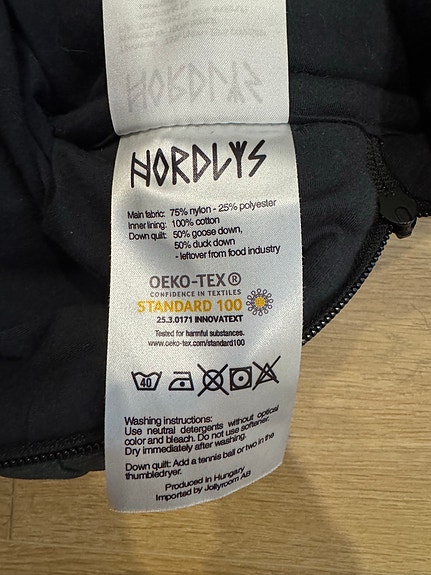 NORDLYS
Main fabric: 75% nylon - 25% polyester
Inner lining: 100% cotton
Down quilt: 50% goose down,
50% duck down
- leftover from food industry
OEKO-TEX®
CONFIDENCE IN TEXTILES
STANDARD 100
25.3.0171 INNOVATEXT
Tested for harmful substances.
www.oeko-tex.com/standard100
40
Washing instructions:
Use neutral detergents without optical
color and bleach. Do not use softener.
Dry immediately after washing.
Down quilt: Add a tennis ball or two in the
thumbledryer.
Produced in Hungary
Imported by Jollyroom AB